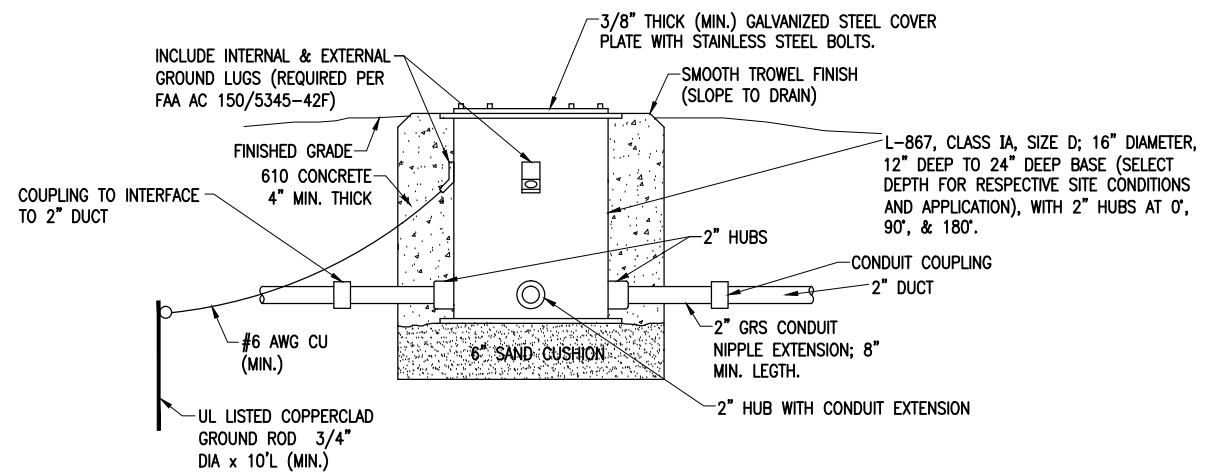 3/8" THICK (MIN.) GALVANIZED STEEL COVER
PLATE WITH STAINLESS STEEL BOLTS.
INCLUDE INTERNAL & EXTERNAL
GROUND LUGS (REQUIRED PER
FAA AC 150/5345-42F)
SMOOTH TROWEL FINISH
(SLOPE TO DRAIN)
FINISHED GRADE
610 CONCRETE
4" MIN. THICK
L-867, CLASS IA, SIZE D; 16" DIAMETER,
12" DEEP TO 24" DEEP BASE (SELECT
DEPTH FOR RESPECTIVE SITE CONDITIONS
AND APPLICATION), WITH 2" HUBS AT 0°,
90°, & 180°.
COUPLING TO INTERFACE
TO 2" DUCT
2" HUBS
CONDUIT COUPLING
2" DUCT
#6 AWG CU
(MIN.)
6" SAND CUSHION
2" GRS CONDUIT
NIPPLE EXTENSION; 8"
MIN. LEGTH.
2" HUB WITH CONDUIT EXTENSION
UL LISTED COPPERCLAD
GROUND ROD 3/4"
DIA x 10'L (MIN.)